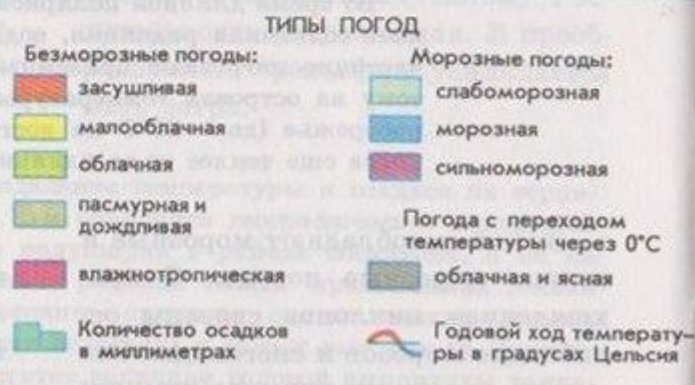 ТИПЫ ПОГОД
Безморозные погоды:
засушливая
малооблачная
облачная
пасмурная и
дождливая
влажнотропическая
Количество осадков
в миллиметрах
Морозные погоды:
слабоморозная
морозная
сильноморозная
Погода с переходом
температуры через 0°С
облачная и ясная
Годовой ход температу-
ры в градусах Цельсия